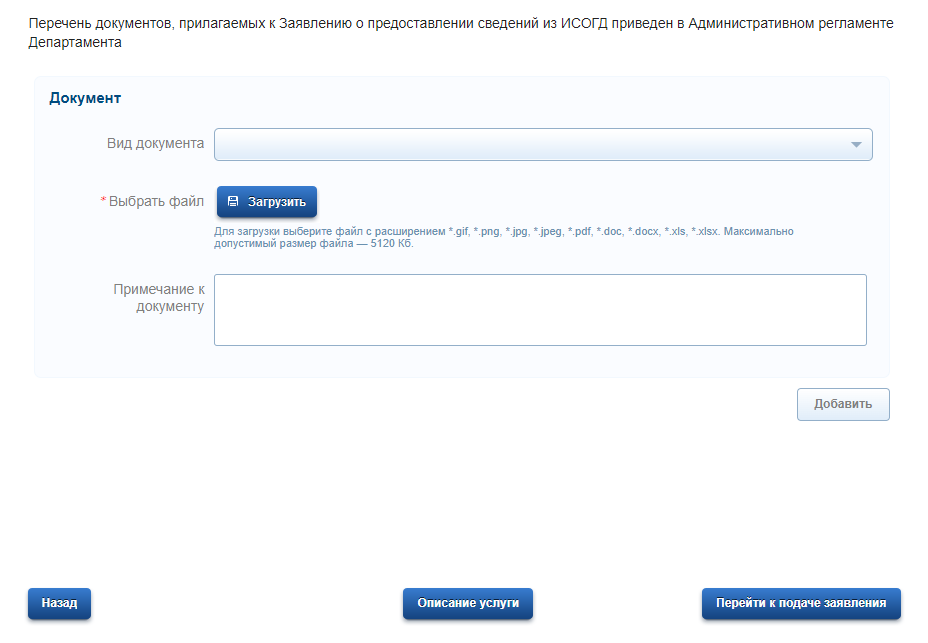 Перечень документов, прилагаемых к Заявлению о предоставлении сведений из ИСОГД приведен в Административном регламенте
Департамента
Документ
Вид документа
* Выбрать файл
Загрузить
Для загрузки выберите файл с расширением *.gif, *.png, *.jpg, *.jpeg, *.pdf, *.doc, *.docx, *.xls, *.xlsx. Максимально
допустимый размер файла — 5120 Кб.
Примечание к
документу
Добавить
Назад
Описание услуги
Перейти к подаче заявления